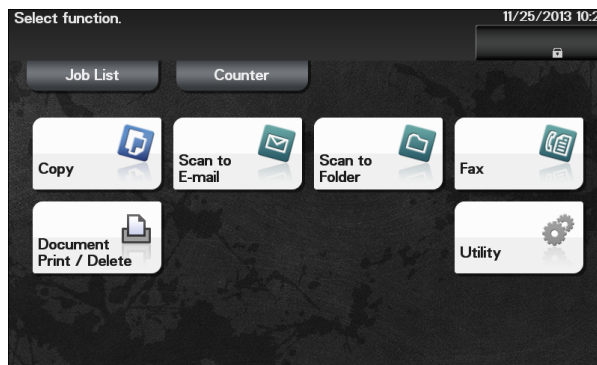 Select function.
11/25/2013 10:2
Job List
Counter
Copy
Scan to
E-mail
Scan to
Folder
Fax
Document
Print / Delete
Utility